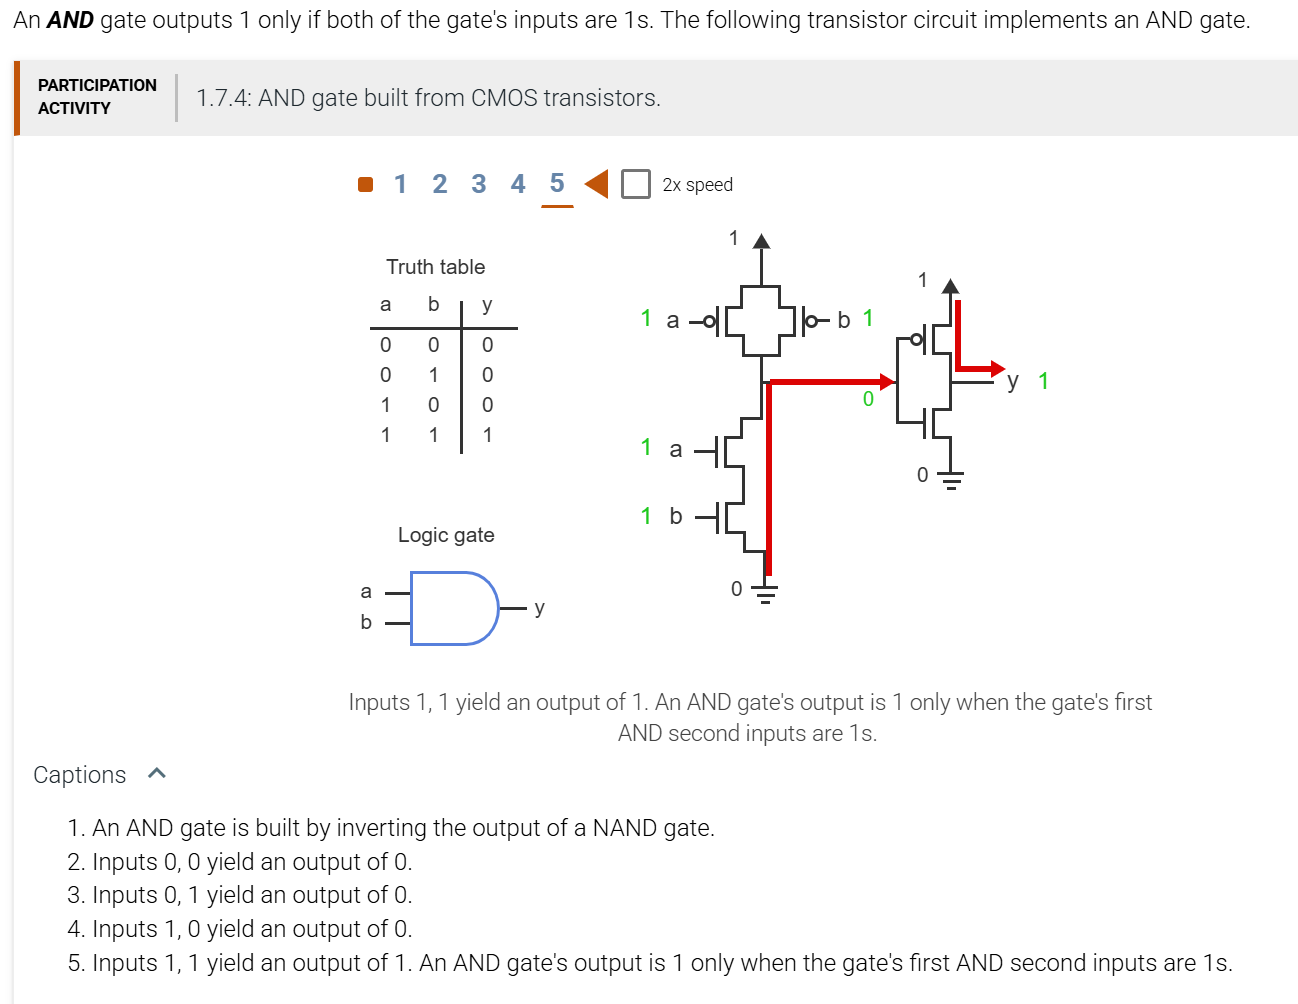 An AND gate outputs 1 only if both of the gate's inputs are 1s. The following transistor circuit implements an AND gate.
PARTICIPATION
ACTIVITY
1.7.4: AND gate built from CMOS transistors.
1 2 3 4 5 2x speed
Truth table
a b y
0 0 0
0 1 0
1 0 0
1 1 1
Logic gate
a
b
y
1
1 a
b 1
1 a
1 b
0
0
1
y 1
0
Inputs 1, 1 yield an output of 1. An AND gate's output is 1 only when the gate's first
AND second inputs are 1s.
Captions
1. An AND gate is built by inverting the output of a NAND gate.
2. Inputs 0, 0 yield an output of 0.
3. Inputs 0, 1 yield an output of 0.
4. Inputs 1, 0 yield an output of 0.
5. Inputs 1, 1 yield an output of 1. An AND gate's output is 1 only when the gate's first AND second inputs are 1s.